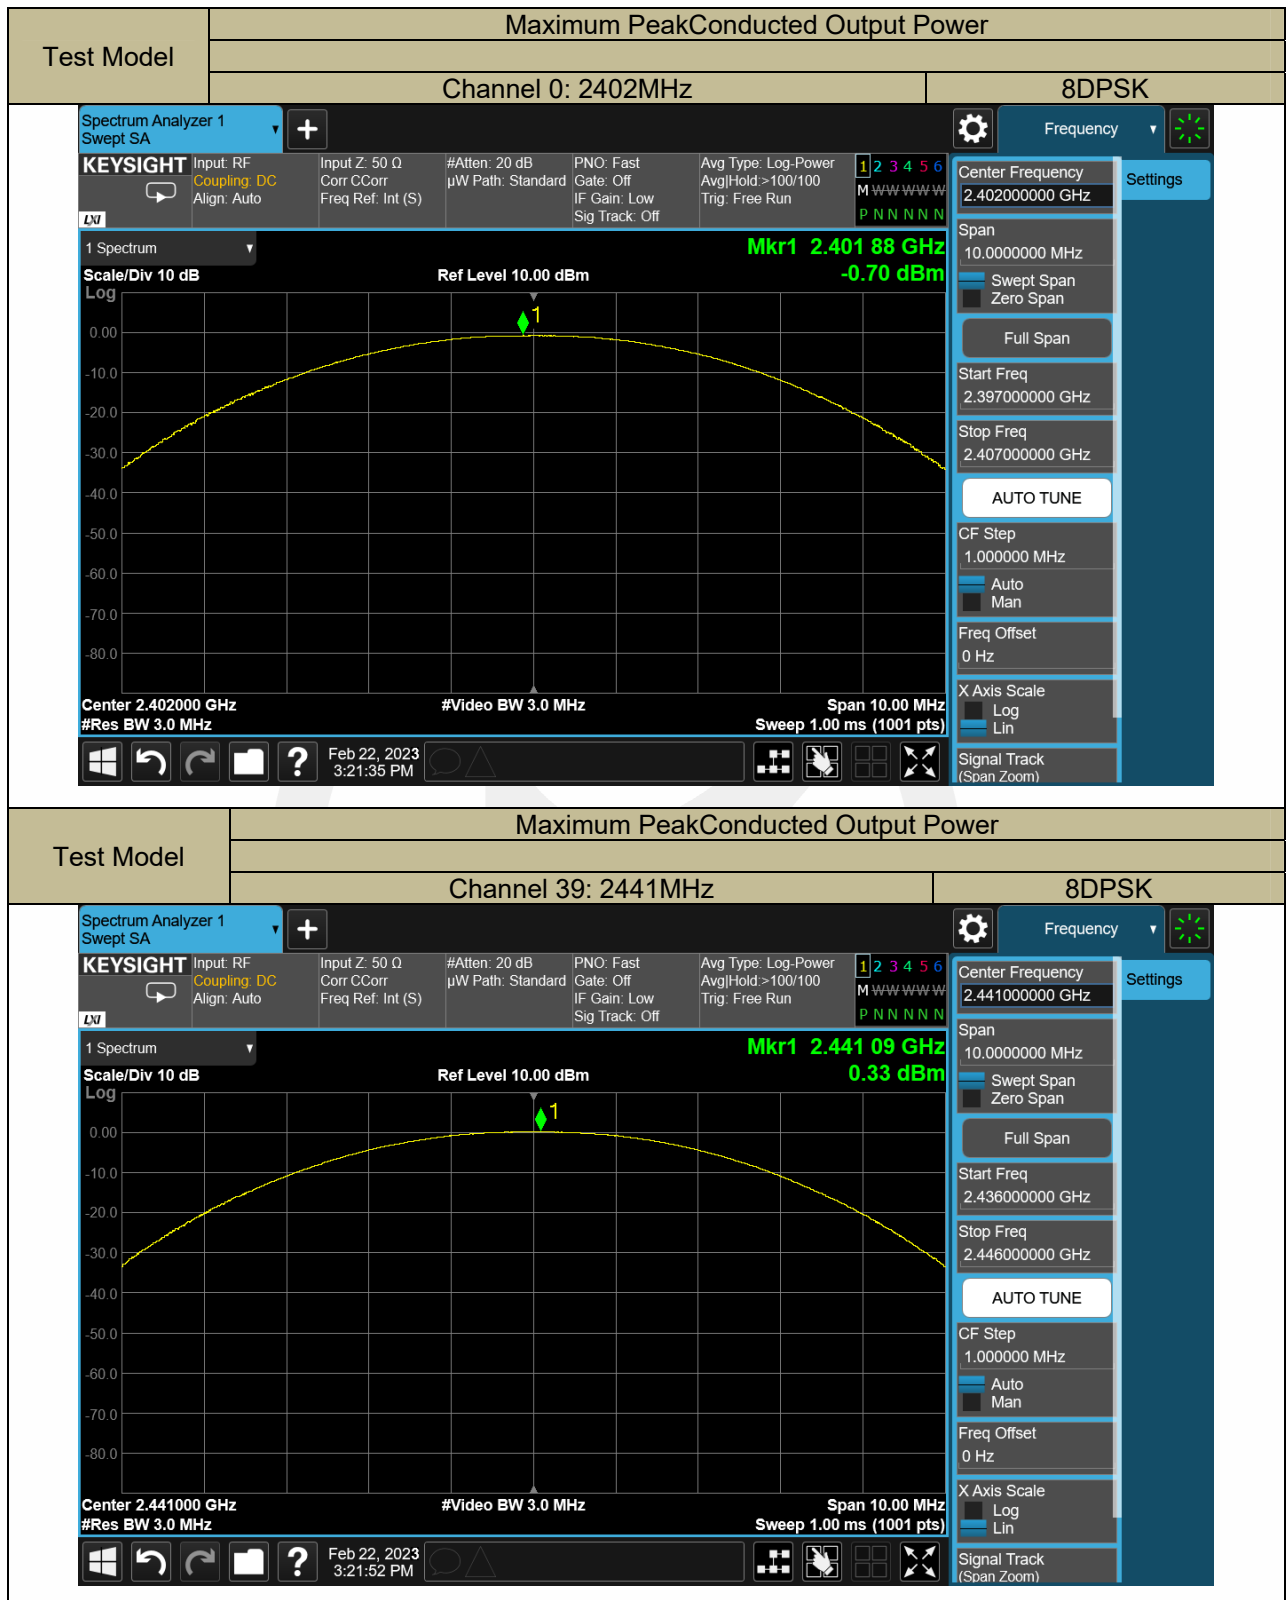 Test Model
Maximum PeakConducted Output Power
Channel 0: 2402MHz 8DPSK
Spectrum Analyzer 1
Swept SA
Frequency
KEYSIGHT Input: RF Input Z: 50 Ω #Atten: 20 dB PNO: Fast Avg Type: Log-Power 1 2 3 4 5 6
Coupling: DC Corr CCorr µW Path: Standard Gate: Off Avg|Hold:>100/100 M W W W W W
Align: Auto Freq Ref: Int (S) IF Gain: Low Trig: Free Run
LXI Sig Track: Off P N N N N N
1 Spectrum Mkr1 2.401 88 GHz
Scale/Div 10 dB Ref Level 10.00 dBm -0.70 dBm
Log
1
0.00
-10.0
-20.0
-30.0
-40.0
-50.0
-60.0
-70.0
-80.0
Center 2.402000 GHz #Video BW 3.0 MHz Span 10.00 MHz
#Res BW 3.0 MHz Sweep 1.00 ms (1001 pts)
Center Frequency
2.402000000 GHz
Settings
Span
10.0000000 MHz
Swept Span
Zero Span
Full Span
Start Freq
2.397000000 GHz
Stop Freq
2.407000000 GHz
AUTO TUNE
CF Step
1.000000 MHz
Auto
Man
Freq Offset
0 Hz
X Axis Scale
Log
Lin
Signal Track
(Span Zoom)
?
Feb 22, 2023
3:21:35 PM
Test Model
Maximum PeakConducted Output Power
Channel 39: 2441MHz 8DPSK
Spectrum Analyzer 1
Swept SA
Frequency
KEYSIGHT Input: RF Input Z: 50 Ω #Atten: 20 dB PNO: Fast Avg Type: Log-Power 1 2 3 4 5 6
Coupling: DC Corr CCorr µW Path: Standard Gate: Off Avg|Hold:>100/100 M W W W W W
Align: Auto Freq Ref: Int (S) IF Gain: Low Trig: Free Run
LXI Sig Track: Off P N N N N N
1 Spectrum Mkr1 2.441 09 GHz
Scale/Div 10 dB Ref Level 10.00 dBm 0.33 dBm
Log
1
0.00
-10.0
-20.0
-30.0
-40.0
-50.0
-60.0
-70.0
-80.0
Center 2.441000 GHz #Video BW 3.0 MHz Span 10.00 MHz
#Res BW 3.0 MHz Sweep 1.00 ms (1001 pts)
Center Frequency
2.441000000 GHz
Settings
Span
10.0000000 MHz
Swept Span
Zero Span
Full Span
Start Freq
2.436000000 GHz
Stop Freq
2.446000000 GHz
AUTO TUNE
CF Step
1.000000 MHz
Auto
Man
Freq Offset
0 Hz
X Axis Scale
Log
Lin
Signal Track
(Span Zoom)
?
Feb 22, 2023
3:21:52 PM